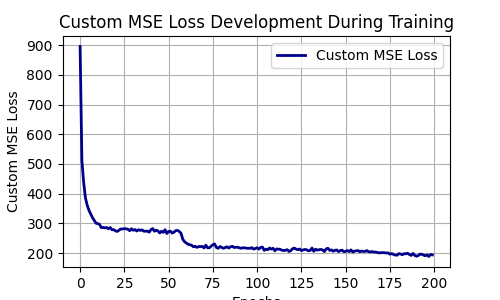 Custom MSE Loss Development During Training
Custom MSE Loss
900
800
700
600
500
400
300
200
Custom MSE Loss
0 25 50 75 100 125 150 175 200
Epochs